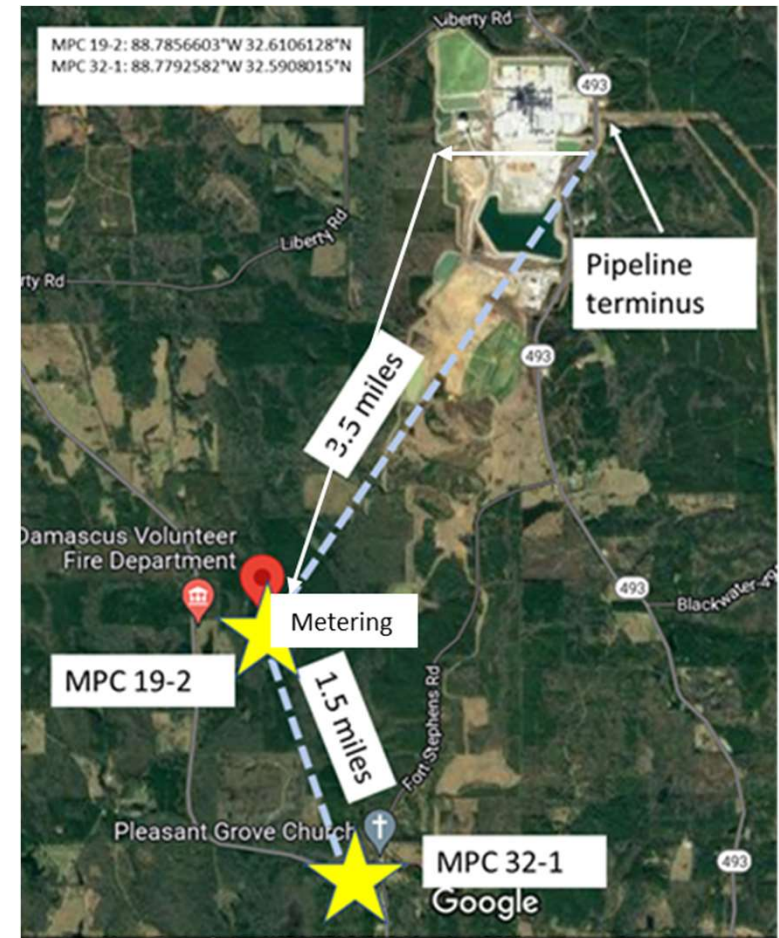 Liberty Rd
MPC 19-2: 88.7856603°W 32.6106128°N
MPC 32-1: 88.7792582°W 32.5908015°N
493
Liberty Rd
rty Rd
Pipeline
terminus
493
3.5 miles
Damascus Volunteer
Fire Department
493
Blackwater
Metering
MPC 19-2
1.5 miles
Fort Stephens Rd
Pleasant Grove Church
MPC 32-1
493
Google